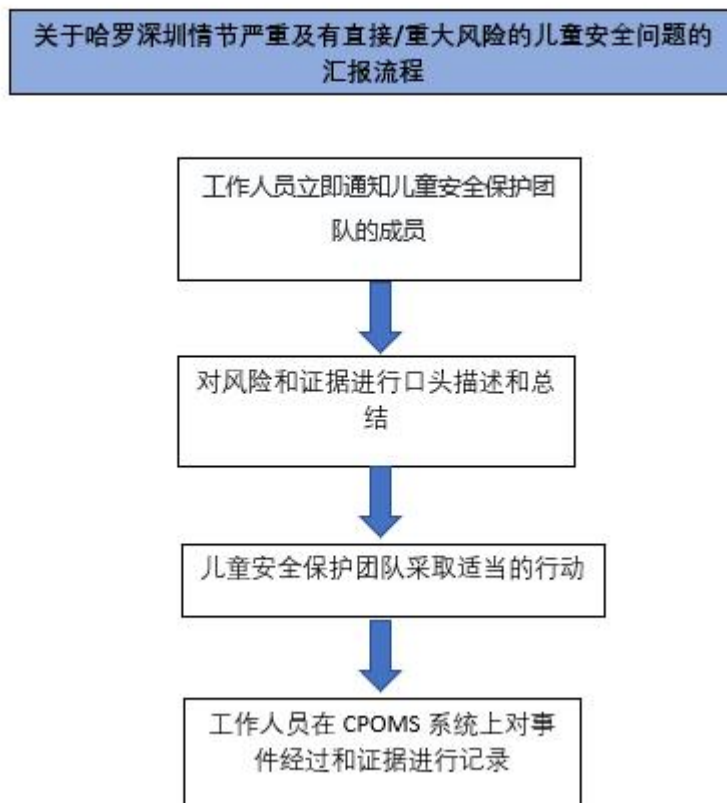 关于哈罗深圳情节严重及有直接/重大风险的儿童安全问题的
汇报流程
工作人员立即通知儿童安全保护团
队的成员
对风险和证据进行口头描述和总
结
儿童安全保护团队采取适当的行动
工作人员在 CPOMS 系统上对事
件经过和证据进行记录